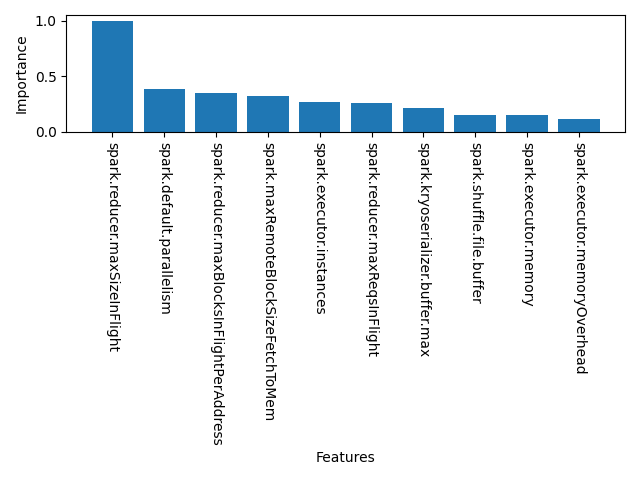 Importance
1.0
0.5
0.0
spark.reducer.maxSizeInFlight
spark.default.parallelism
spark.reducer.maxBlocksInFlightPerAddress
spark.maxRemoteBlockSizeFetchToMem
spark.executor.instances
spark.reducer.maxReqsInFlight
spark.kryoserializer.buffer.max
spark.shuffle.file.buffer
spark.executor.memory
spark.executor.memoryOverhead
Features